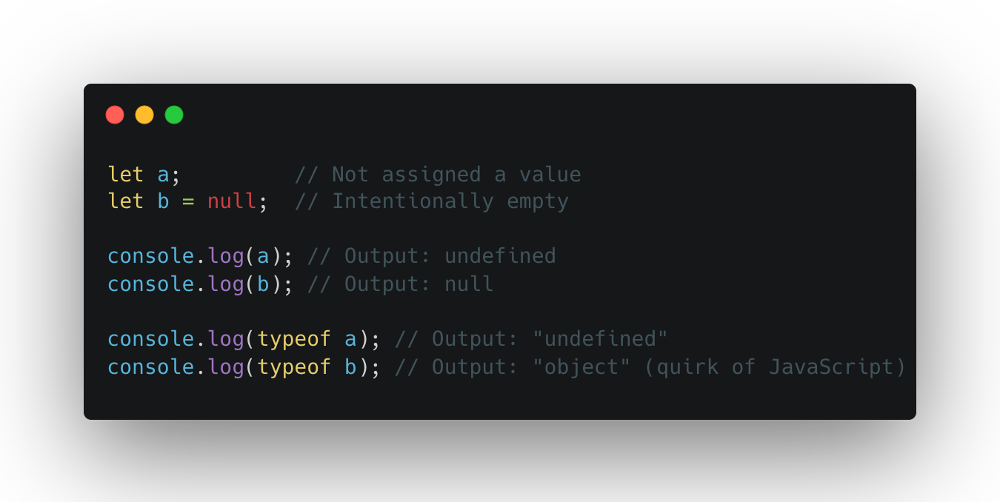 let a;         // Not assigned a value
let b = null;  // Intentionally empty
console.log(a); // Output: undefined
console.log(b); // Output: null
console.log(typeof a); // Output: "undefined"
console.log(typeof b); // Output: "object" (quirk of JavaScript)